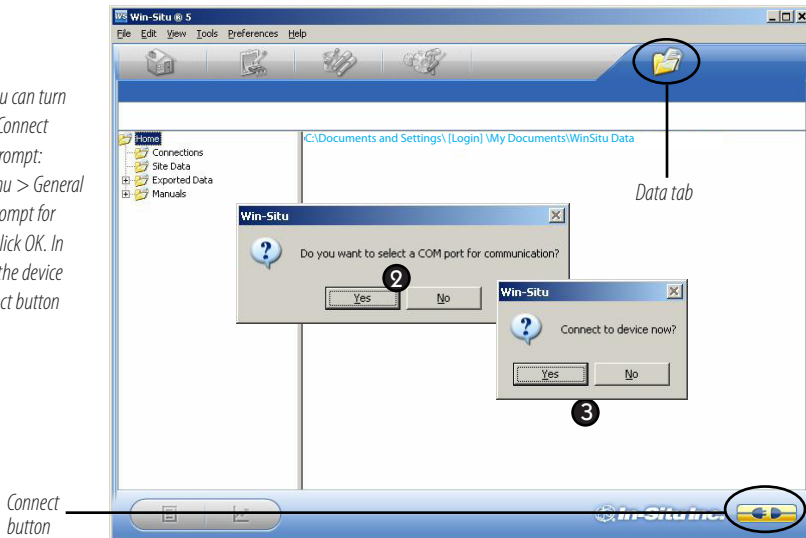 Win-Situ ® 5
File Edit View Tools Preferences Help
Home
Connections
Site Data
Exported Data
Manuals
C:\Documents and Settings\ [Login] \My Documents\WinSitu Data
Data tab
u can turn
Connect
rompt:
nu > General
ompt for
lick OK. In
the device
ct button
Win-Situ
Do you want to select a COM port for communication?
2
Yes No
Win-Situ
Connect to device now?
Yes No
3
Connect
button
In-Situ Inc.